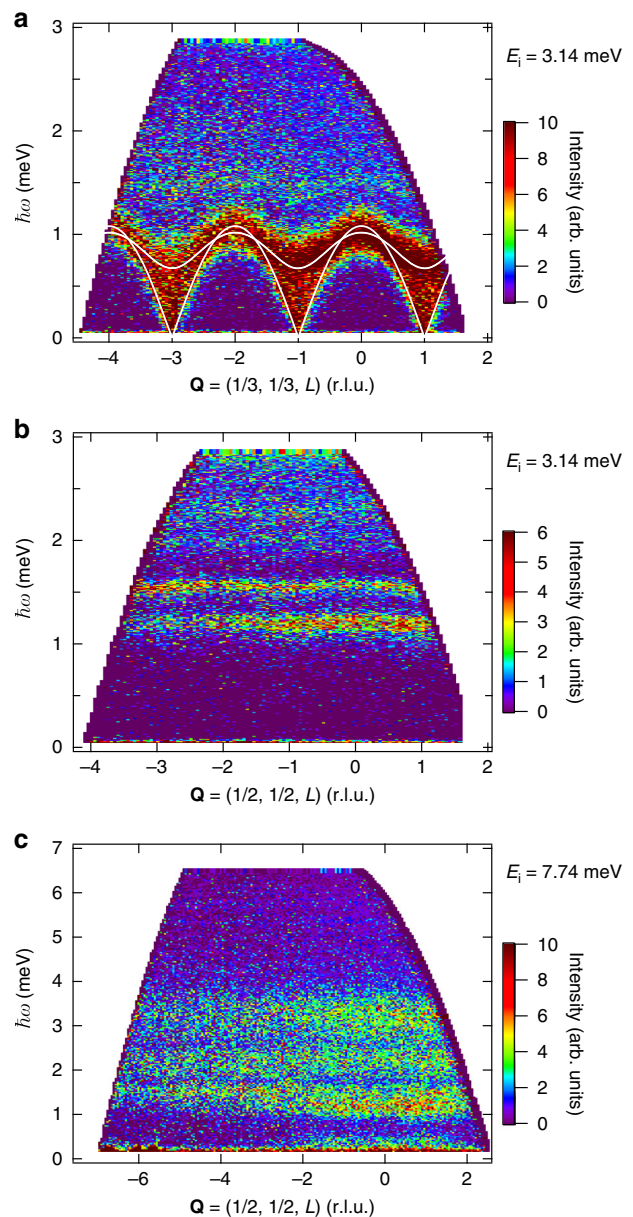 a
3
2
1
0
ℏω (meV)
−4 −3 −2 −1 0 1 2
Q = (1/3, 1/3, L) (r.l.u.)
Ei = 3.14 meV
10
8
6
4
2
0
Intensity (arb. units)
b
3
2
1
0
ℏω (meV)
−4 −3 −2 −1 0 1 2
Q = (1/2, 1/2, L) (r.l.u.)
Ei = 3.14 meV
6
5
4
3
2
1
0
Intensity (arb. units)
c
7
6
5
4
3
2
1
0
ℏω (meV)
−6 −4 −2 0 2
Q = (1/2, 1/2, L) (r.l.u.)
Ei = 7.74 meV
10
8
6
4
2
0
Intensity (arb. units)